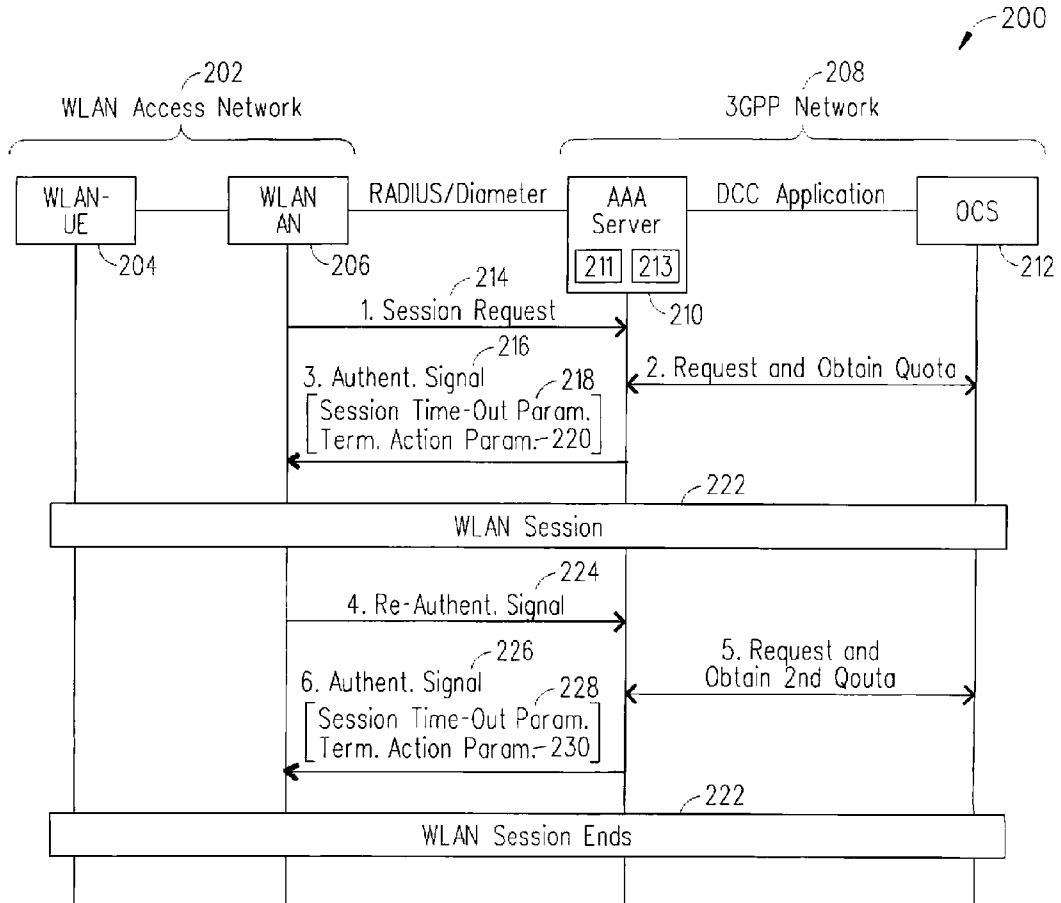 200
202
WLAN Access Network
208
3GPP Network
WLAN-
UE
204
WLAN
AN
206
RADIUS/Diameter
AAA
Server
211 213
210
DCC Application
OCS
212
214
1. Session Request
216
3. Authent. Signal
218
Session Time-Out Param.
Term. Action Param. 220
2. Request and Obtain Quota
222
WLAN Session
224
4. Re-Authent. Signal
226
6. Authent. Signal
228
Session Time-Out Param.
Term. Action Param. 230
5. Request and
Obtain 2nd Qouta
222
WLAN Session Ends